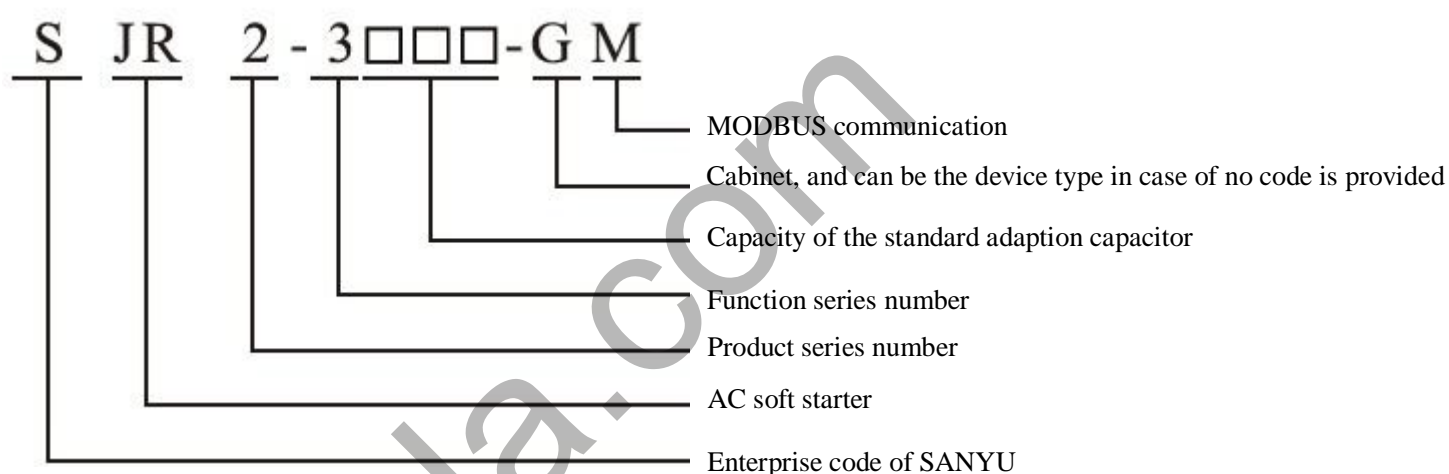 S JR 2 - 3□□□-G M
MODBUS communication
Cabinet, and can be the device type in case of no code is provided
Capacity of the standard adaption capacitor
Function series number
Product series number
AC soft starter
Enterprise code of SANYU
la.com